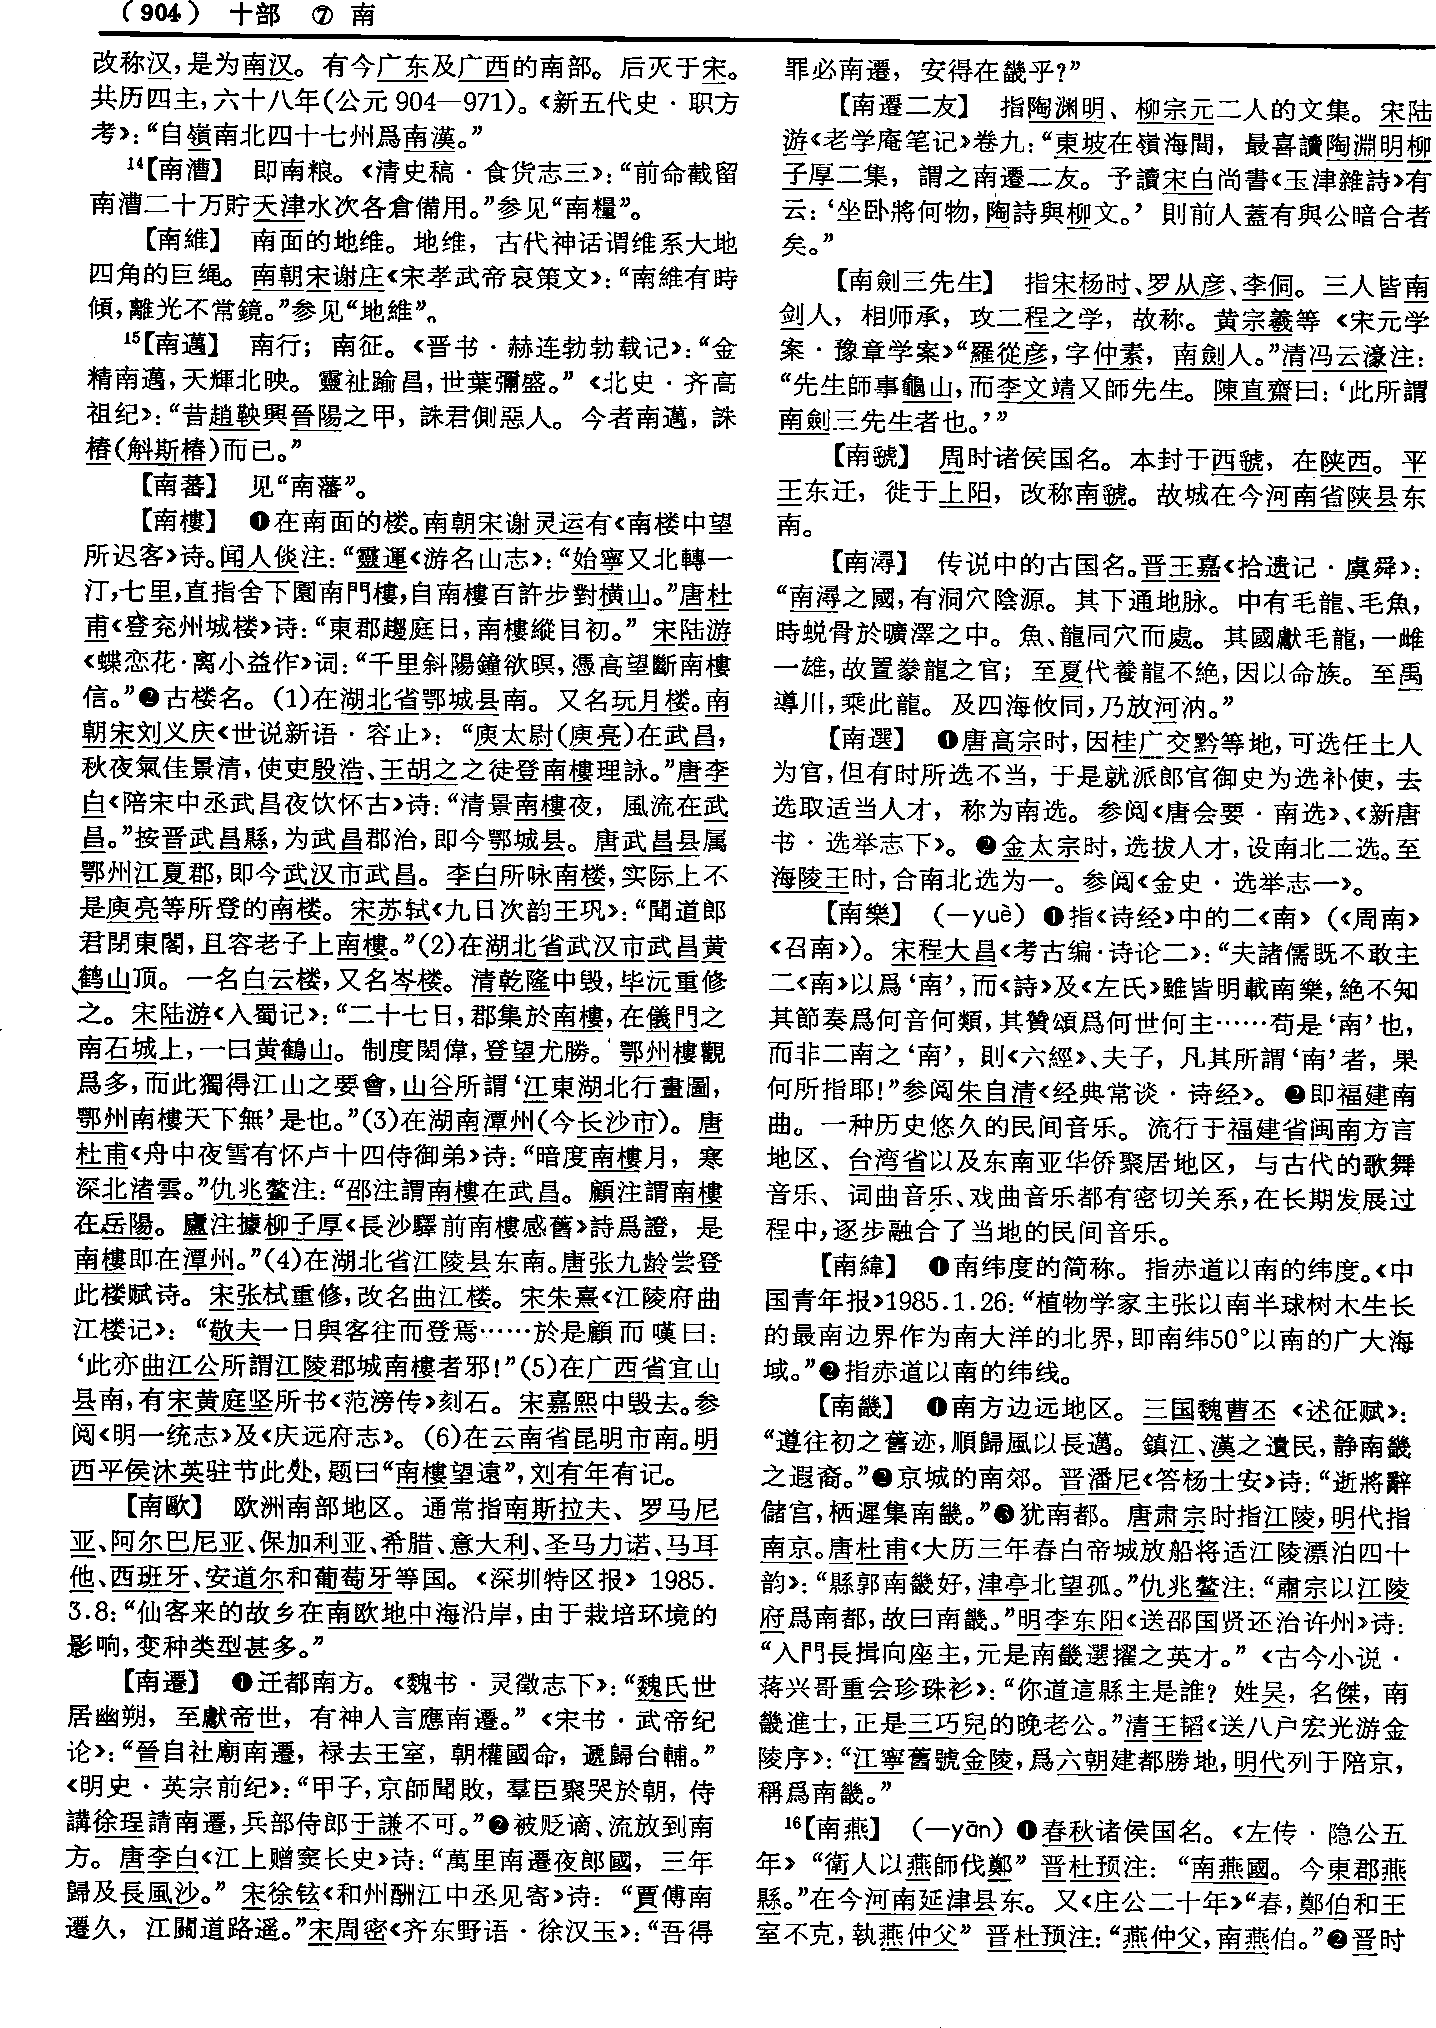 （904） 十部 ⑦ 南
改称汉，是为南汉。有今广东及广西的南部。后灭于宋。
共历四主，六十八年（公元904—971）。《新五代史·职方
考》：“自嶺南北四十七州爲南漢。”
14【南漕】 即南粮。《清史稿·食货志三》：“前命截留
南漕二十万貯天津水次各倉備用。”参见“南糧”。
【南維】 南面的地维。地维，古代神话谓维系大地
四角的巨绳。南朝宋谢庄《宋孝武帝哀策文》：“南維有時
傾，離光不常鏡。”参见“地維”。
15【南邁】 南行；南征。《晋书·赫连勃勃载记》：“金
精南邁，天輝北映。靈祉踰昌，世葉彌盛。”《北史·齐高
祖纪》：“昔趙鞅興晉陽之甲，誅君側惡人。今者南邁，誅
椿（斛斯椿）而已。”
【南蕃】 见“南藩”。
【南樓】 ❶在南面的楼。南朝宋谢灵运有《南楼中望
所迟客》诗。闻人倓注：“靈運《游名山志》：“始寧又北轉一
汀，七里，直指舍下園南門樓，自南樓百許步對横山。”唐杜
甫《登兖州城楼》诗：“東郡趨庭日，南樓縱目初。”宋陆游
《蝶恋花·离小益作》词：“千里斜陽鐘欲暝，憑高望斷南樓
信。”❷古楼名。（1）在湖北省鄂城县南。又名玩月楼。南
朝宋刘义庆《世说新语·容止》：“庾太尉（庾亮）在武昌，
秋夜氣佳景清，使吏殷浩、王胡之之徒登南樓理詠。”唐李
白《陪宋中丞武昌夜饮怀古》诗：“清景南樓夜，風流在武
昌。”按晋武昌縣，为武昌郡治，即今鄂城县。唐武昌县属
鄂州江夏郡，即今武汉市武昌。李白所咏南楼，实际上不
是庾亮等所登的南楼。宋苏轼《九日次韵王巩》：“聞道郎
君閉東閣，且容老子上南樓。”（2）在湖北省武汉市武昌黄
鹤山顶。一名白云楼，又名岑楼。清乾隆中毁，毕沅重修
之。宋陆游《入蜀记》：“二十七日，郡集於南樓，在儀門之
南石城上，一曰黄鶴山。制度閎偉，登望尤勝。鄂州樓觀
爲多，而此獨得江山之要會，山谷所謂‘江東湖北行畫圖，
鄂州南樓天下無’是也。”（3）在湖南潭州（今长沙市）。唐
杜甫《舟中夜雪有怀卢十四侍御弟》诗：“暗度南樓月，寒
深北渚雲。”仇兆鳌注：“邵注謂南樓在武昌。顧注謂南樓
在岳陽。盧注據柳子厚《長沙驛前南樓感舊》詩爲證，是
南樓即在潭州。”（4）在湖北省江陵县东南。唐张九龄尝登
此楼赋诗。宋张栻重修，改名曲江楼。宋朱熹《江陵府曲
江楼记》：“敬夫一日與客往而登焉……於是顧而嘆曰：
‘此亦曲江公所謂江陵郡城南樓者邪！”（5）在广西省宜山
县南，有宋黄庭坚所书《范滂传》刻石。宋嘉熙中毁去。参
阅《明一统志》及《庆远府志》。（6）在云南省昆明市南。明
西平侯沐英驻节此处，题曰“南樓望遠”，刘有年有记。
【南歐】 欧洲南部地区。通常指南斯拉夫、罗马尼
亚、阿尔巴尼亚、保加利亚、希腊、意大利、圣马力诺、马耳
他、西班牙、安道尔和葡萄牙等国。《深圳特区报》1985．
3.8：“仙客来的故乡在南欧地中海沿岸，由于栽培环境的
影响，变种类型甚多。”
【南遷】 ❶迁都南方。《魏书·灵徵志下》：“魏氏世
居幽朔，至獻帝世，有神人言應南遷。”《宋书·武帝纪
论》：“晉自社廟南遷，禄去王室，朝權國命，遞歸台輔。”
《明史·英宗前纪》：“甲子，京師聞敗，羣臣聚哭於朝，侍
講徐珵請南遷，兵部侍郎于謙不可。”❷被贬谪、流放到南
方。唐李白《江上赠窦长史》诗：“萬里南遷夜郎國，三年
歸及長風沙。”宋徐铉《和州酬江中丞见寄》诗：“賈傅南
遷久，江關道路遥。”宋周密《齐东野语·徐汉玉》：“吾得
罪必南遷，安得在畿乎？”
【南遷二友】 指陶渊明、柳宗元二人的文集。宋陆
游《老学庵笔记》卷九：“東坡在嶺海間，最喜讀陶淵明柳
子厚二集，謂之南遷二友。予讀宋白尚書《玉津雜詩》有
云：‘坐卧將何物，陶詩與柳文。’則前人蓋有與公暗合者
矣。”
【南劍三先生】 指宋杨时、罗从彦、李侗。三人皆南
剑人，相师承，攻二程之学，故称。黄宗羲等《宋元学
案·豫章学案》“羅從彦，字仲素，南劍人。”清冯云濠注：
“先生師事龜山，而李文靖又師先生。陳直齋曰：‘此所謂
南劍三先生者也。’”
【南虢】 周时诸侯国名。本封于西虢，在陕西。平
王东迁，徙于上阳，改称南虢。故城在今河南省陕县东
南。
【南潯】 传说中的古国名。晋王嘉《拾遗记·虞舜》：
“南潯之國，有洞穴陰源。其下通地脉。中有毛龍、毛魚，
時蜕骨於曠澤之中。魚、龍同穴而處。其國獻毛龍，一雌
一雄，故置豢龍之官；至夏代養龍不絶，因以命族。至禹
導川，乘此龍。及四海攸同，乃放河汭。”
【南選】 ❶唐高宗时，因桂广交黔等地，可选任土人
为官，但有时所选不当，于是就派郎官御史为选补使，去
选取适当人才，称为南选。参阅《唐会要·南选》、《新唐
书·选举志下》。❷金太宗时，选拔人才，设南北二选。至
海陵王时，合南北选为一。参阅《金史·选举志一》。
【南樂】（—yuè）❶指《诗经》中的二《南》（《周南》
《召南》）。宋程大昌《考古编·诗论二》：“夫諸儒既不敢主
二《南》以爲‘南’，而《詩》及《左氏》雖皆明載南樂，絶不知
其節奏爲何音何類，其贊頌爲何世何主……苟是‘南’也，
而非二南之‘南’，則《六經》、夫子，凡其所謂‘南’者，果
何所指耶！”参阅朱自清《经典常谈·诗经》。❷即福建南
曲。一种历史悠久的民间音乐。流行于福建省闽南方言
地区、台湾省以及东南亚华侨聚居地区，与古代的歌舞
音乐、词曲音乐、戏曲音乐都有密切关系，在长期发展过
程中，逐步融合了当地的民间音乐。
【南緯】 ❶南纬度的简称。指赤道以南的纬度。《中
国青年报》1985.1.26：“植物学家主张以南半球树木生长
的最南边界作为南大洋的北界，即南纬50°以南的广大海
域。”❷指赤道以南的纬线。
【南畿】 ❶南方边远地区。三国魏曹丕《述征赋》：
“遵往初之舊迹，順歸風以長邁。鎮江、漢之遺民，静南畿
之遐裔。”❷京城的南郊。晋潘尼《答杨士安》诗：“逝將辭
儲宫，栖遲集南畿。”❸犹南都。唐肃宗时指江陵，明代指
南京。唐杜甫《大历三年春白帝城放船将适江陵漂泊四十
韵》：“縣郭南畿好，津亭北望孤。”仇兆鳌注：“肅宗以江陵
府爲南都，故曰南畿。”明李东阳《送邵国贤还治许州》诗：
“入門長揖向座主，元是南畿選擢之英才。”《古今小说·
蒋兴哥重会珍珠衫》：“你道這縣主是誰？姓吴，名傑，南
畿進士，正是三巧兒的晚老公。”清王韬《送八户宏光游金
陵序》：“江寧舊號金陵，爲六朝建都勝地，明代列于陪京，
稱爲南畿。”
16【南燕】（—yān）❶春秋诸侯国名。《左传·隐公五
年》“衛人以燕師伐鄭”晋杜预注：“南燕國。今東郡燕
縣。”在今河南延津县东。又《庄公二十年》“春，鄭伯和王
室不克，執燕仲父”晋杜预注：“燕仲父，南燕伯。”❷晋时